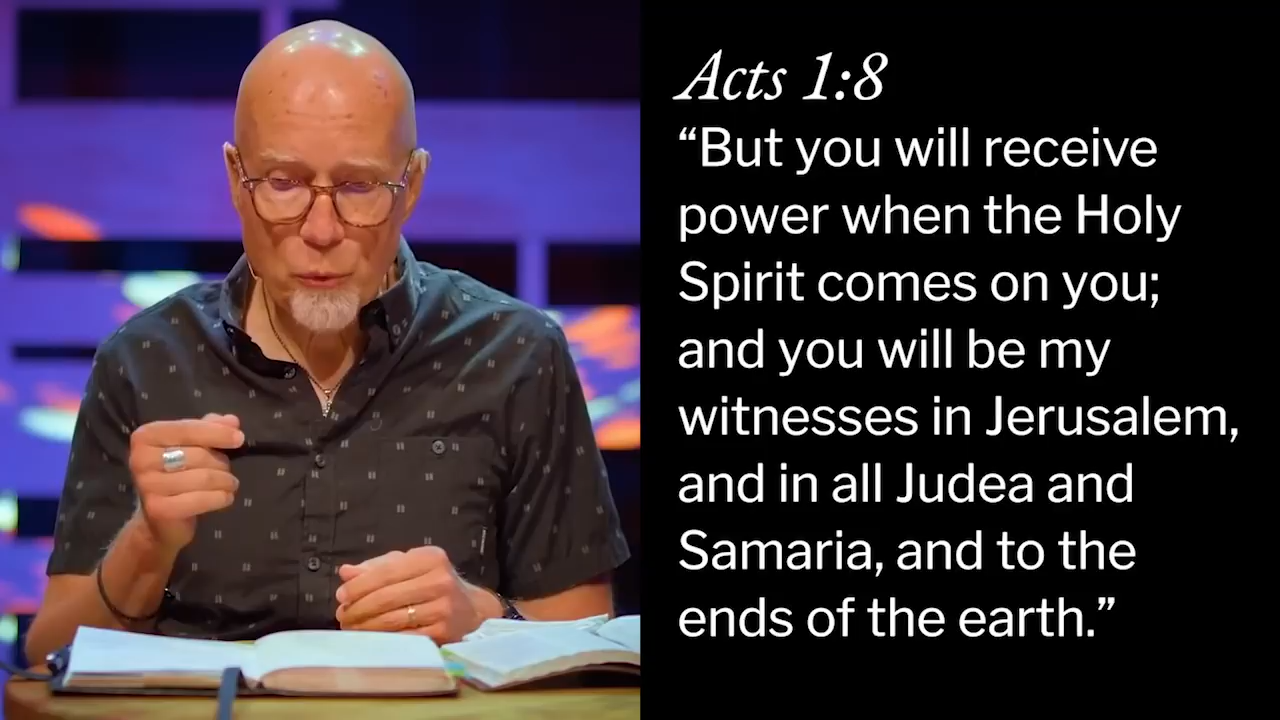 Acts 1:8
“But you will receive
power when the Holy
Spirit comes on you;
and you will be my
witnesses in Jerusalem,
and in all Judea and
Samaria, and to the
ends of the earth.”